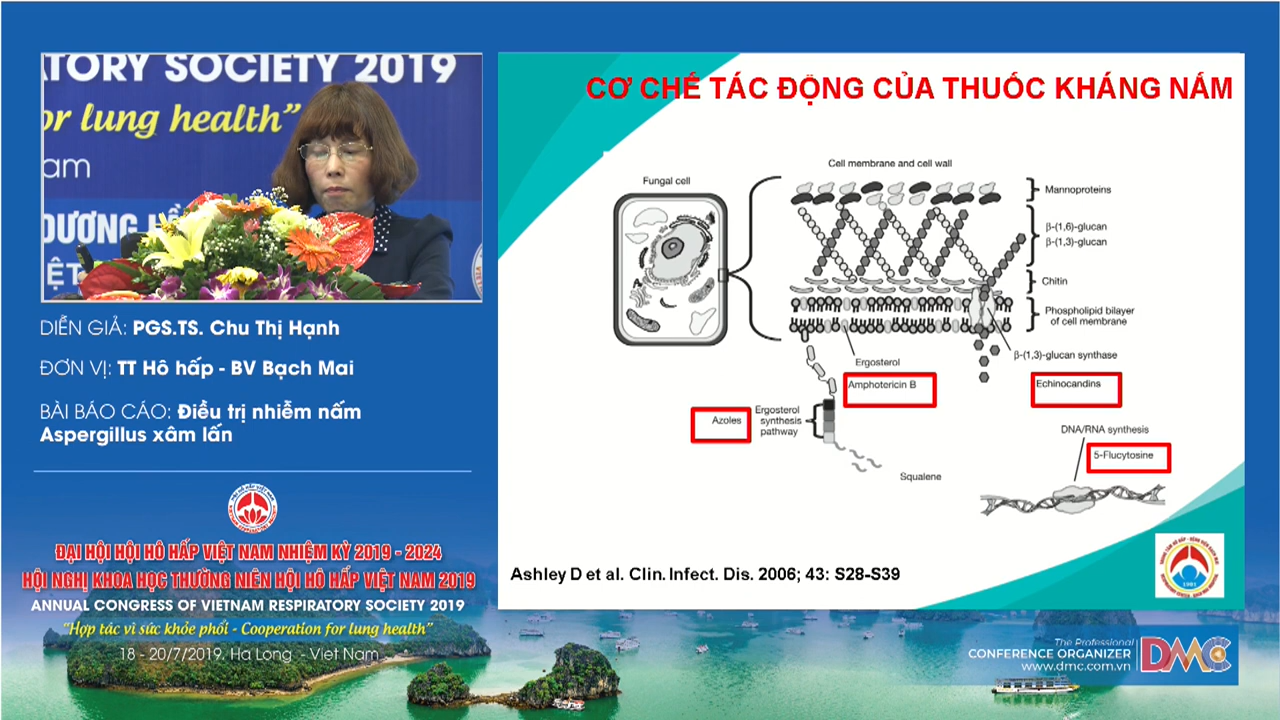 ATORY SOCIETY 2019
or lung health”
am
DƯƠNG
CƠ CHẾ TÁC ĐỘNG CỦA THUỐC KHÁNG NẤM
Cell membrane and cell wall
Fungal cell
Mannoproteins
β-(1,6)-glucan
β-(1,3)-glucan
Chitin
Phospholipid bilayer
of cell membrane
β-(1,3)-glucan synthase
Ergosterol
Amphotericin B
Echinocandins
Azoles
Ergosterol
synthesis
pathway
DNA/RNA synthesis
5-Flucytosine
Squalene
Ashley D et al. Clin. Infect. Dis. 2006; 43: S28-S39
DIỄN GIẢ: PGS.TS. Chu Thị Hạnh
ĐƠN VỊ: TT Hô hấp - BV Bạch Mai
BÀI BÁO CÁO: Điều trị nhiễm nấm
Aspergillus xâm lấn
ĐẠI HỘI HỘI HÔ HẤP VIỆT NAM NHIỆM KỲ 2019 - 2024
HỘI NGHỊ KHOA HỌC THƯỜNG NIÊN HỘI HÔ HẤP VIỆT NAM 2019
ANNUAL CONGRESS OF VIETNAM RESPIRATORY SOCIETY 2019
“Hợp tác vì sức khỏe phổi - Cooperation for lung health”
18 - 20/7/2019. Ha Long - Viet Nam
The Professional
CONFERENCE ORGANIZER
www.dmc.com.vn
DMC